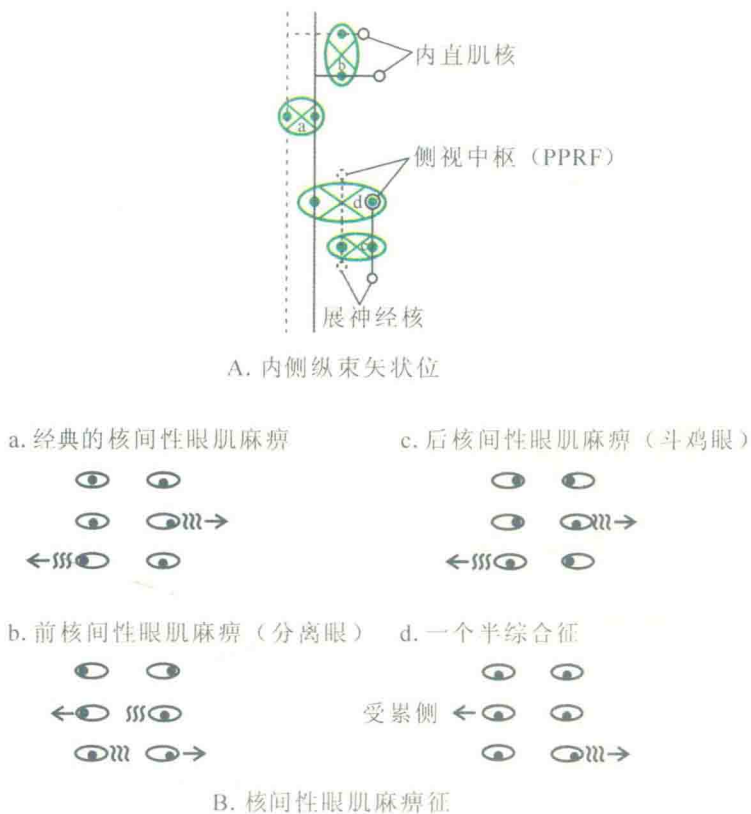 内直肌核
b
a
侧视中枢（PPRF）
d
c
展神经核
A. 内侧纵束矢状位
a. 经典的核间性眼肌麻痹
c. 后核间性眼肌麻痹（斗鸡眼）
b. 前核间性眼肌麻痹（分离眼）
d. 一个半综合征
受累侧
B. 核间性眼肌麻痹征